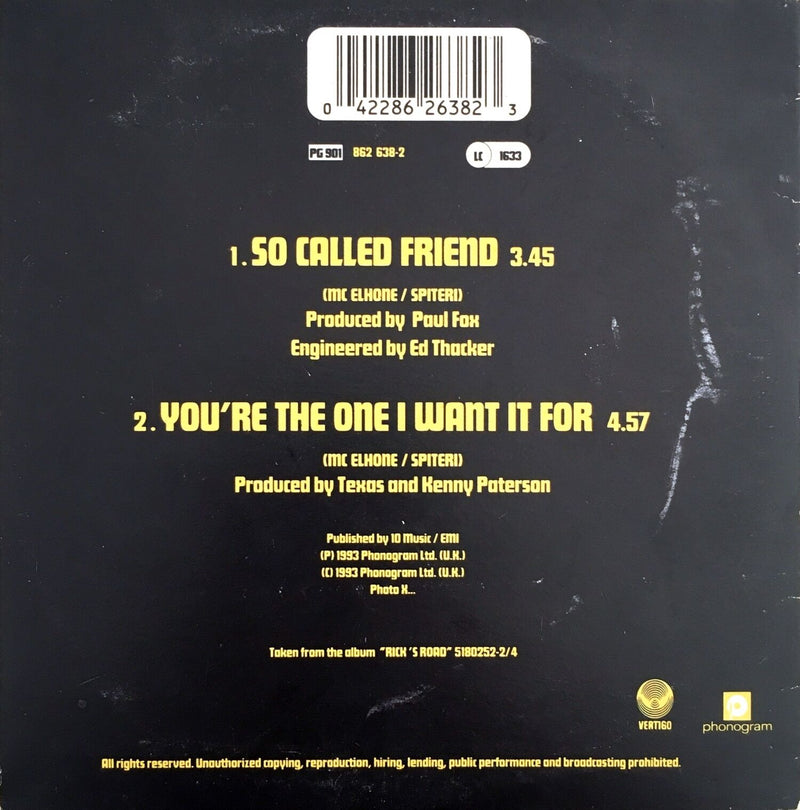 0 42286 26382 3
PG 901 862 638-2 LC 1633
1. SO CALLED FRIEND 3.45
(MC ELHONE / SPITERI)
Produced by Paul Fox
Engineered by Ed Thacker
2. YOU'RE THE ONE I WANT IT FOR 4.57
(MC ELHONE / SPITERI)
Produced by Texas and Kenny Paterson
Published by 10 Music / EMI
(P) 1993 Phonogram Ltd. (U.K.)
(C) 1993 Phonogram Ltd. (U.K.)
Photo X...
Taken from the album "RICK 'S ROAD" 5180252-2/4
VERTIGO
phonogram
All rights reserved. Unauthorized copying, reproduction, hiring, lending, public performance and broadcasting prohibited.